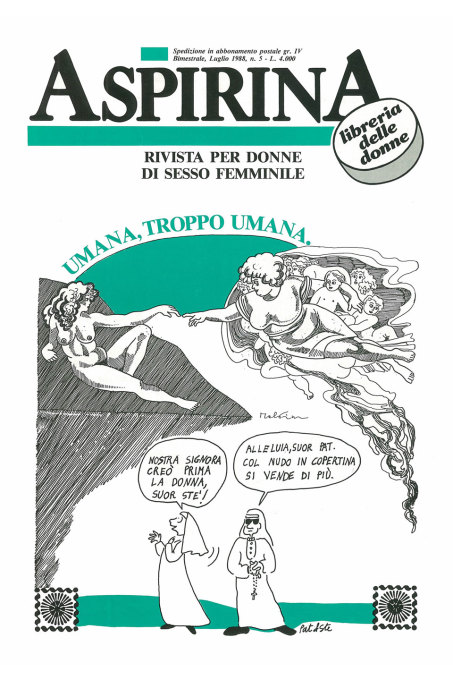 Spedizione in abbonamento postale gr. IV
Bimestrale, Luglio 1988, n. 5 - L. 4.000
ASPIRINA
libreria
delle
donne
RIVISTA PER DONNE
DI SESSO FEMMINILE
UMANA, TROPPO UMANA.
NOSTRA SIGNORA
CREÒ PRIMA
LA DONNA,
SUOR STE'!
ALLELUIA, SUOR PAT.
COL NUDO IN COPERTINA
SI VENDE DI PIÙ.
Pat & Ste